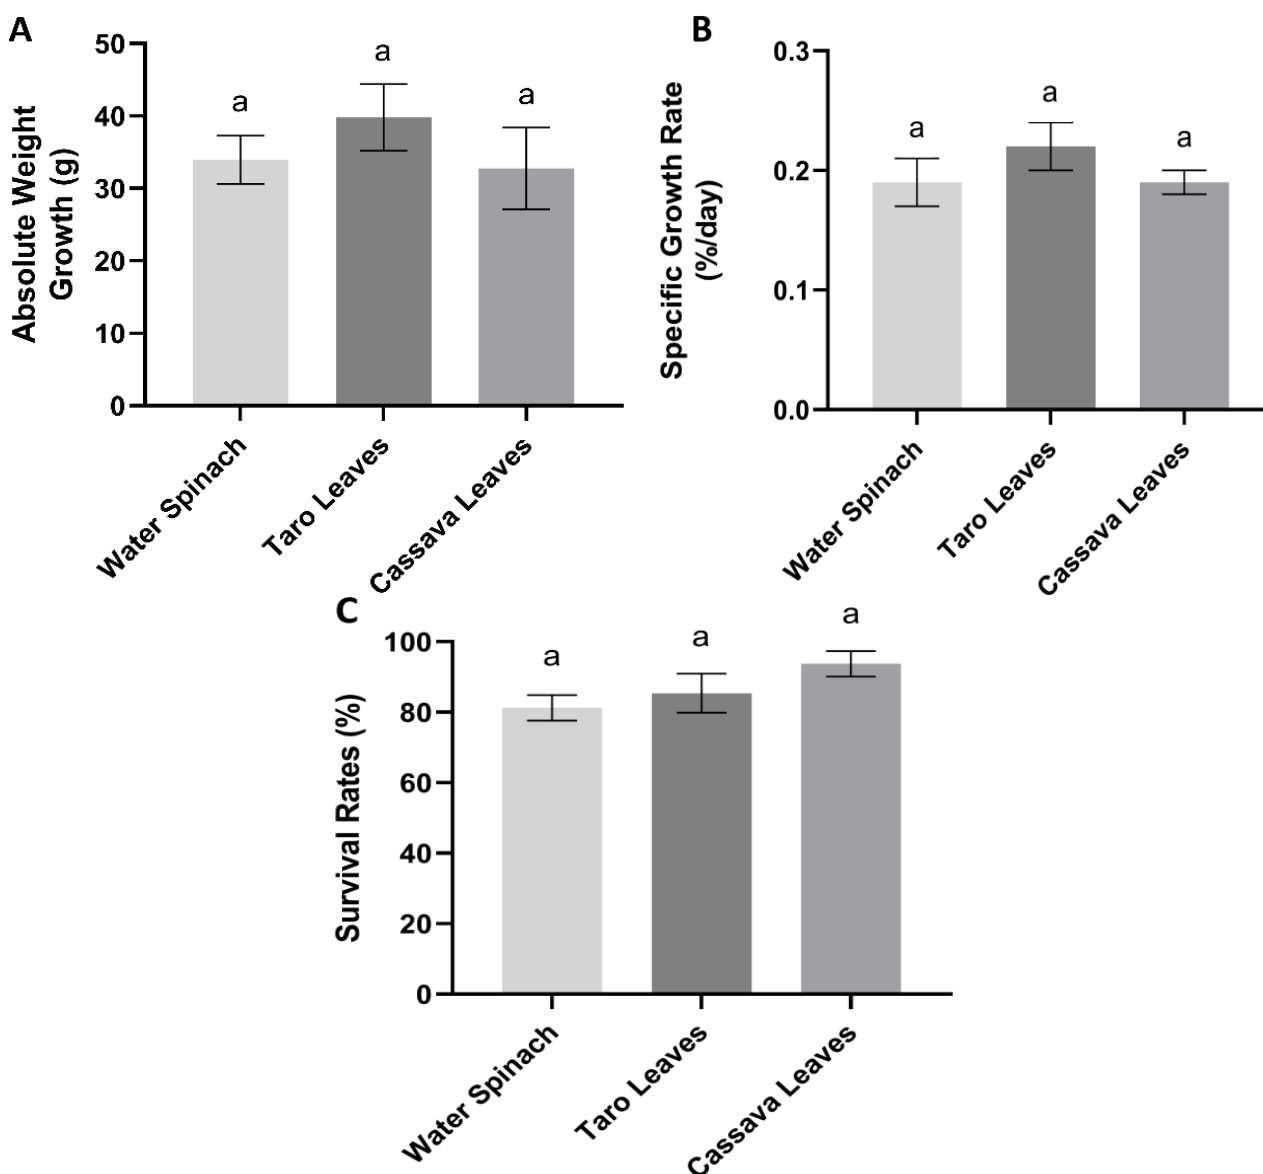 A
Absolute Weight
Growth (g)
50
40
30
20
10
0
a
a
a
Water Spinach
Taro Leaves
Cassava Leaves
B
Specific Growth Rate
(%/day)
0.3
0.2
0.1
0.0
a
a
a
Water Spinach
Taro Leaves
Cassava Leaves
C
Survival Rates (%)
100
80
60
40
20
0
a
a
a
Water Spinach
Taro Leaves
Cassava Leaves